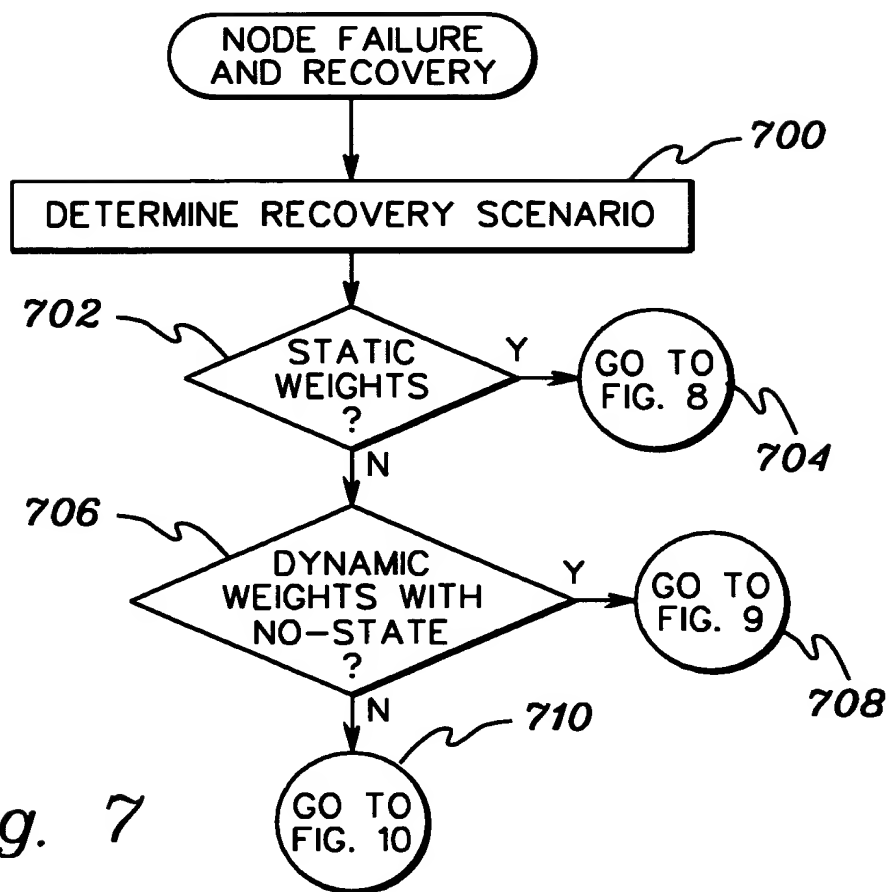 NODE FAILURE
AND RECOVERY
700
DETERMINE RECOVERY SCENARIO
702
STATIC
WEIGHTS
?
Y
GO TO
FIG. 8
704
N
706
DYNAMIC
WEIGHTS WITH
NO-STATE
?
Y
GO TO
FIG. 9
708
N
710
GO TO
FIG. 10
g. 7